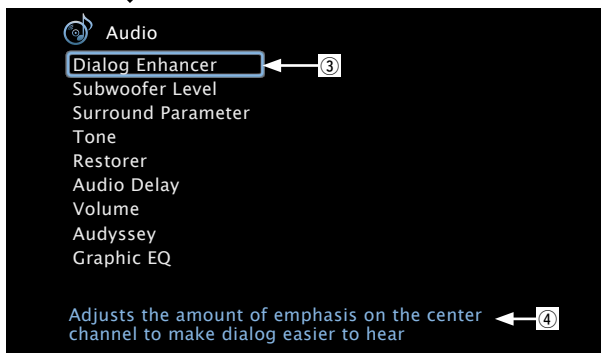 Audio
Dialog Enhancer ③
Subwoofer Level
Surround Parameter
Tone
Restorer
Audio Delay
Volume
Audyssey
Graphic EQ
Adjusts the amount of emphasis on the center ④
channel to make dialog easier to hear